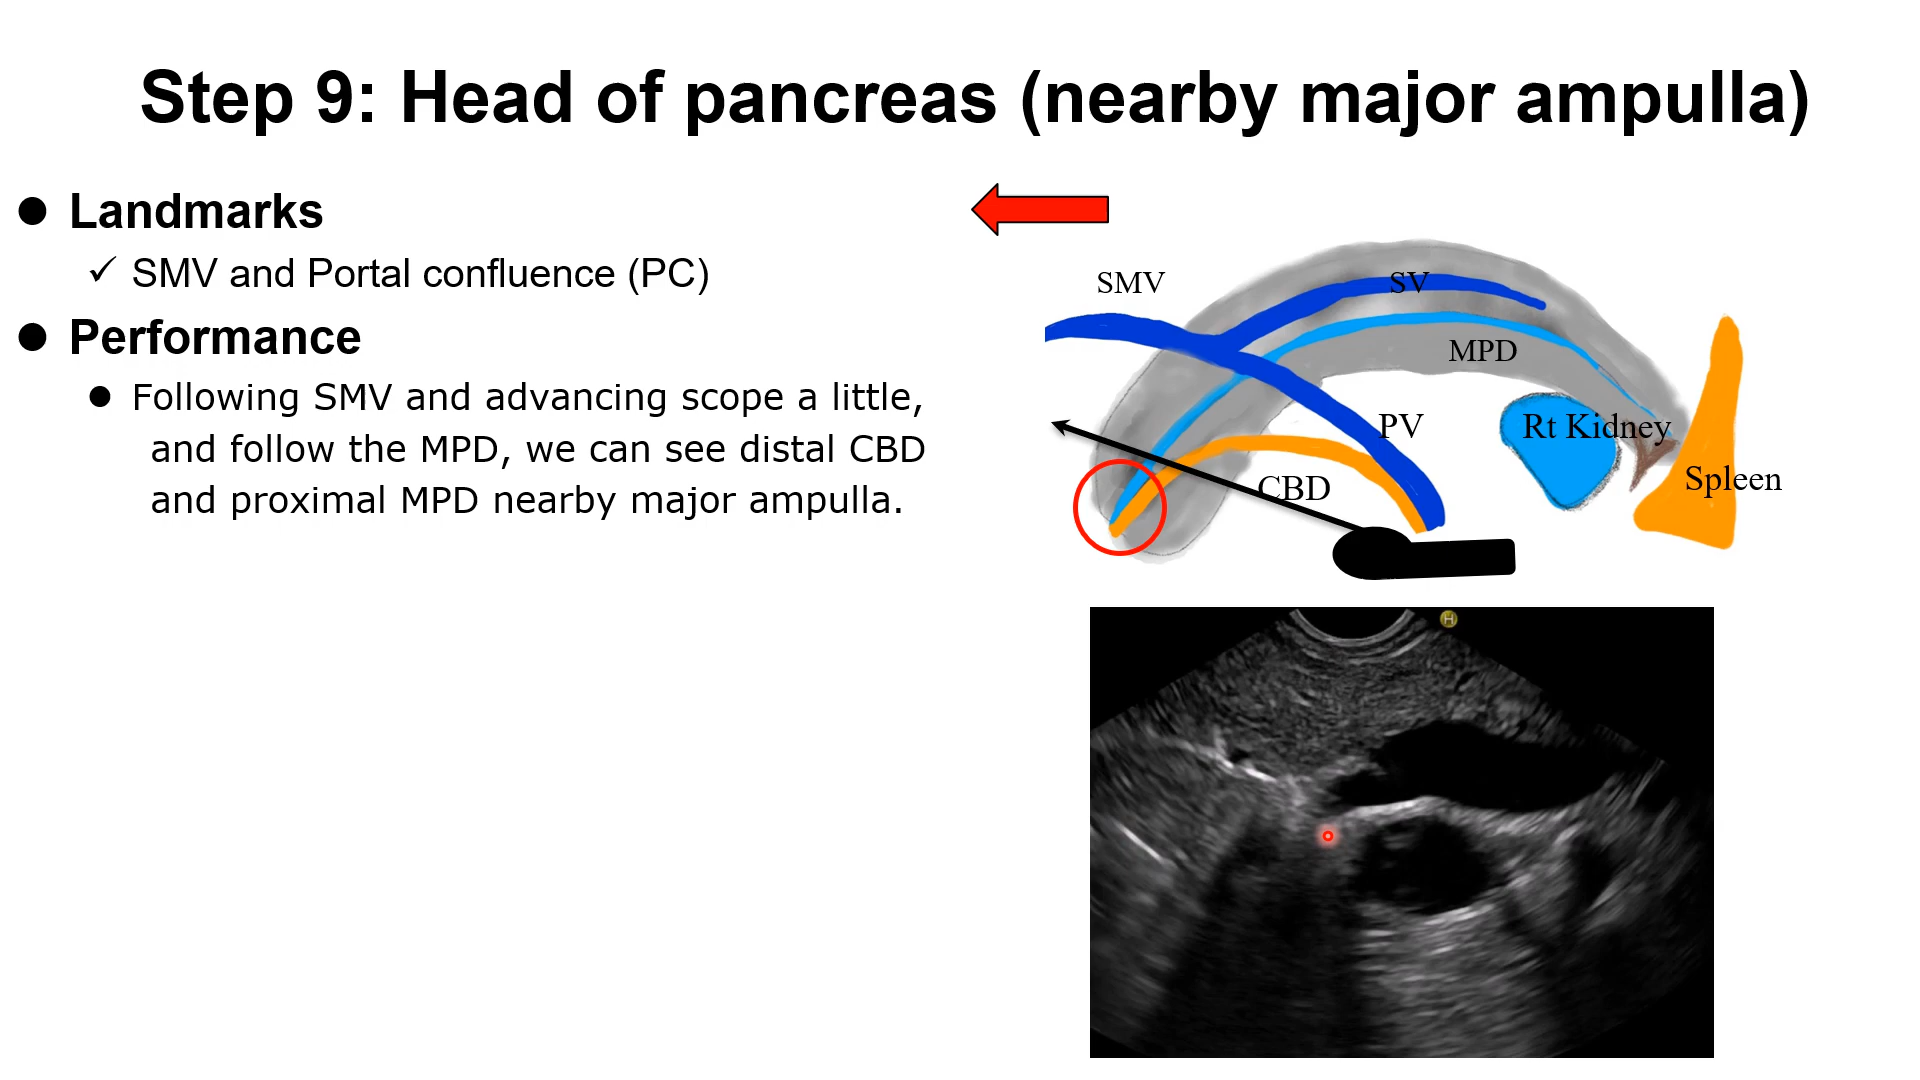 Step 9: Head of pancreas (nearby major ampulla)
Landmarks
SMV and Portal confluence (PC)
Performance
Following SMV and advancing scope a little,
and follow the MPD, we can see distal CBD
and proximal MPD nearby major ampulla.
SMV
SV
MPD
PV
Rt Kidney
CBD
Spleen
H